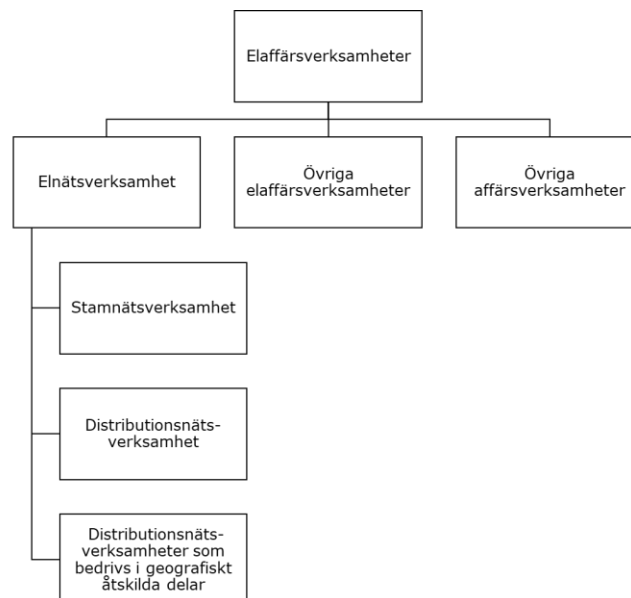 Elaffärsverksamheter
Elnätsverksamhet
Övriga
elaffärsverksamheter
Övriga
affärsverksamheter
Stamnätsverksamhet
Distributionsnäts-
verksamhet
Distributionsnäts-
verksamheter som
bedrivs i geografiskt
åtskilda delar